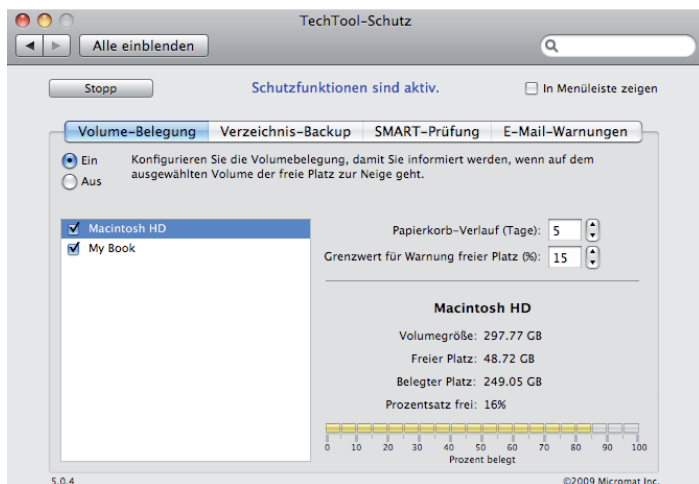 TechTool-Schutz
Alle einblenden
Stopp
Schutzfunktionen sind aktiv.
In Menüleiste zeigen
Volume-Belegung
Verzeichnis-Backup
SMART-Prüfung
E-Mail-Warnungen
Ein
Aus
Konfigurieren Sie die Volumebelegung, damit Sie informiert werden, wenn auf dem
ausgewählten Volume der freie Platz zur Neige geht.
Macintosh HD
My Book
Papierkorb-Verlauf (Tage): 5
Grenzwert für Warnung freier Platz (%): 15
Macintosh HD
Volumegröße: 297.77 GB
Freier Platz: 48.72 GB
Belegter Platz: 249.05 GB
Prozentsatz frei: 16%
0 10 20 30 40 50 60 70 80 90 100
Prozent belegt
5.0.4
©2009 Micromat Inc.